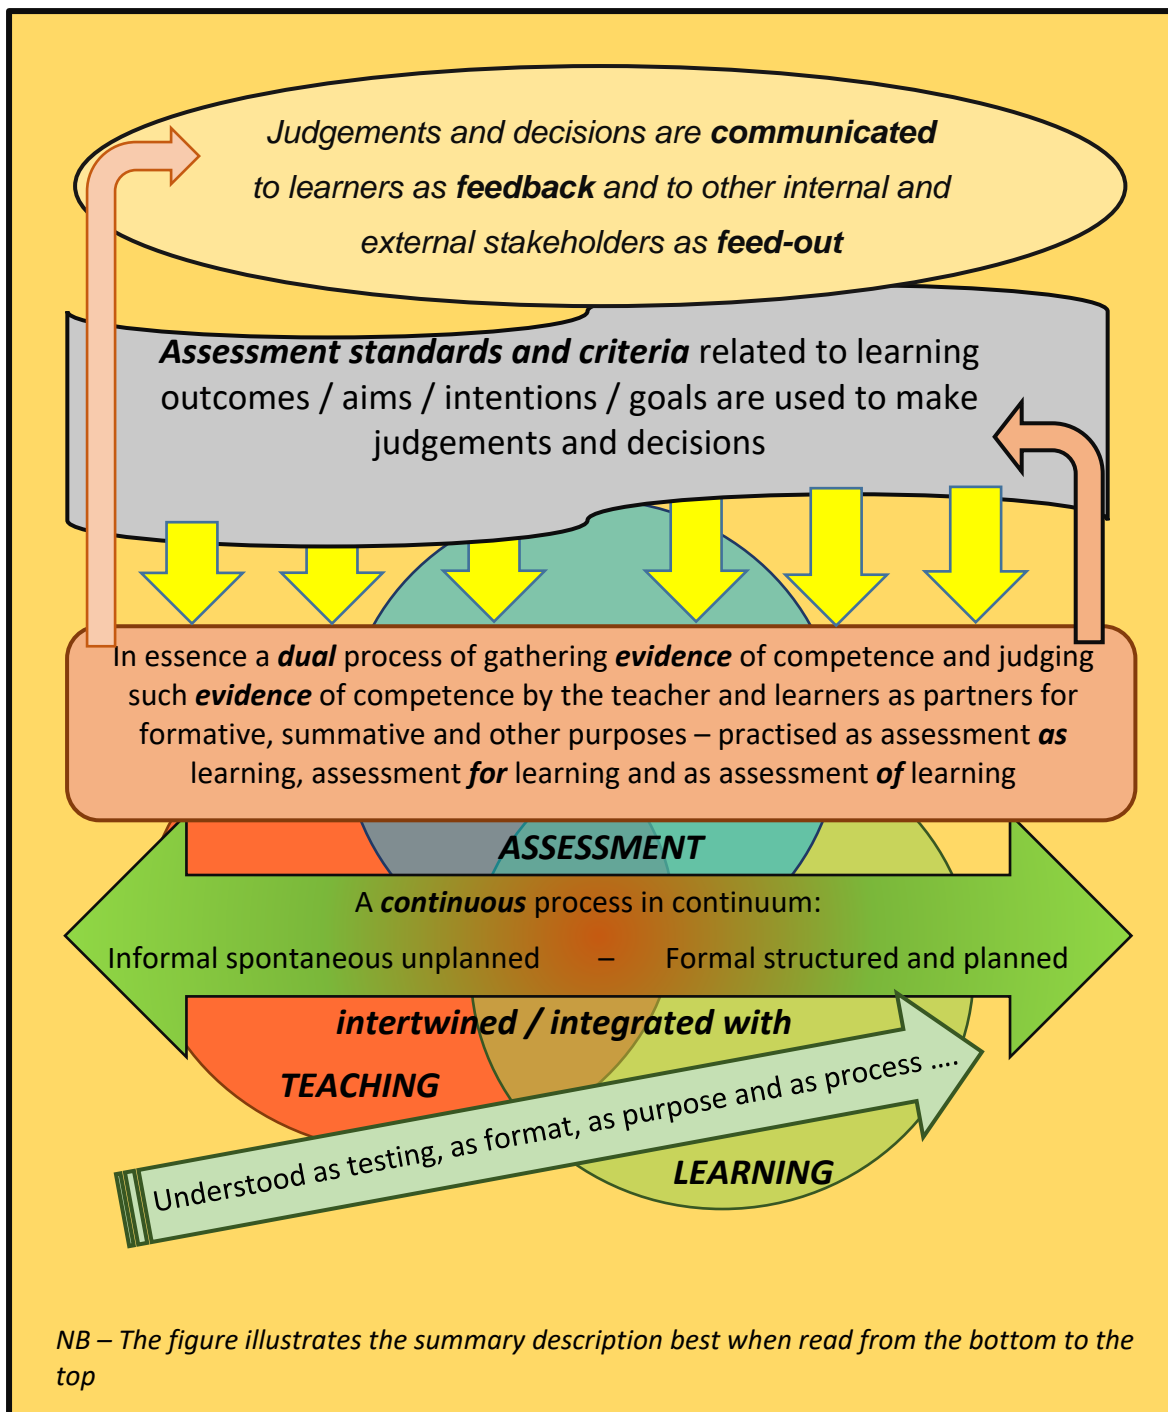 Judgements and decisions are communicated
to learners as feedback and to other internal and
external stakeholders as feed-out
Assessment standards and criteria related to learning
outcomes / aims / intentions / goals are used to make
judgements and decisions
In essence a dual process of gathering evidence of competence and judging
such evidence of competence by the teacher and learners as partners for
formative, summative and other purposes – practised as assessment as
learning, assessment for learning and as assessment of learning
ASSESSMENT
A continuous process in continuum:
Informal spontaneous unplanned – Formal structured and planned
intertwined / integrated with
TEACHING
Understood as testing, as format, as purpose and as process ....
LEARNING
NB – The figure illustrates the summary description best when read from the bottom to the
top